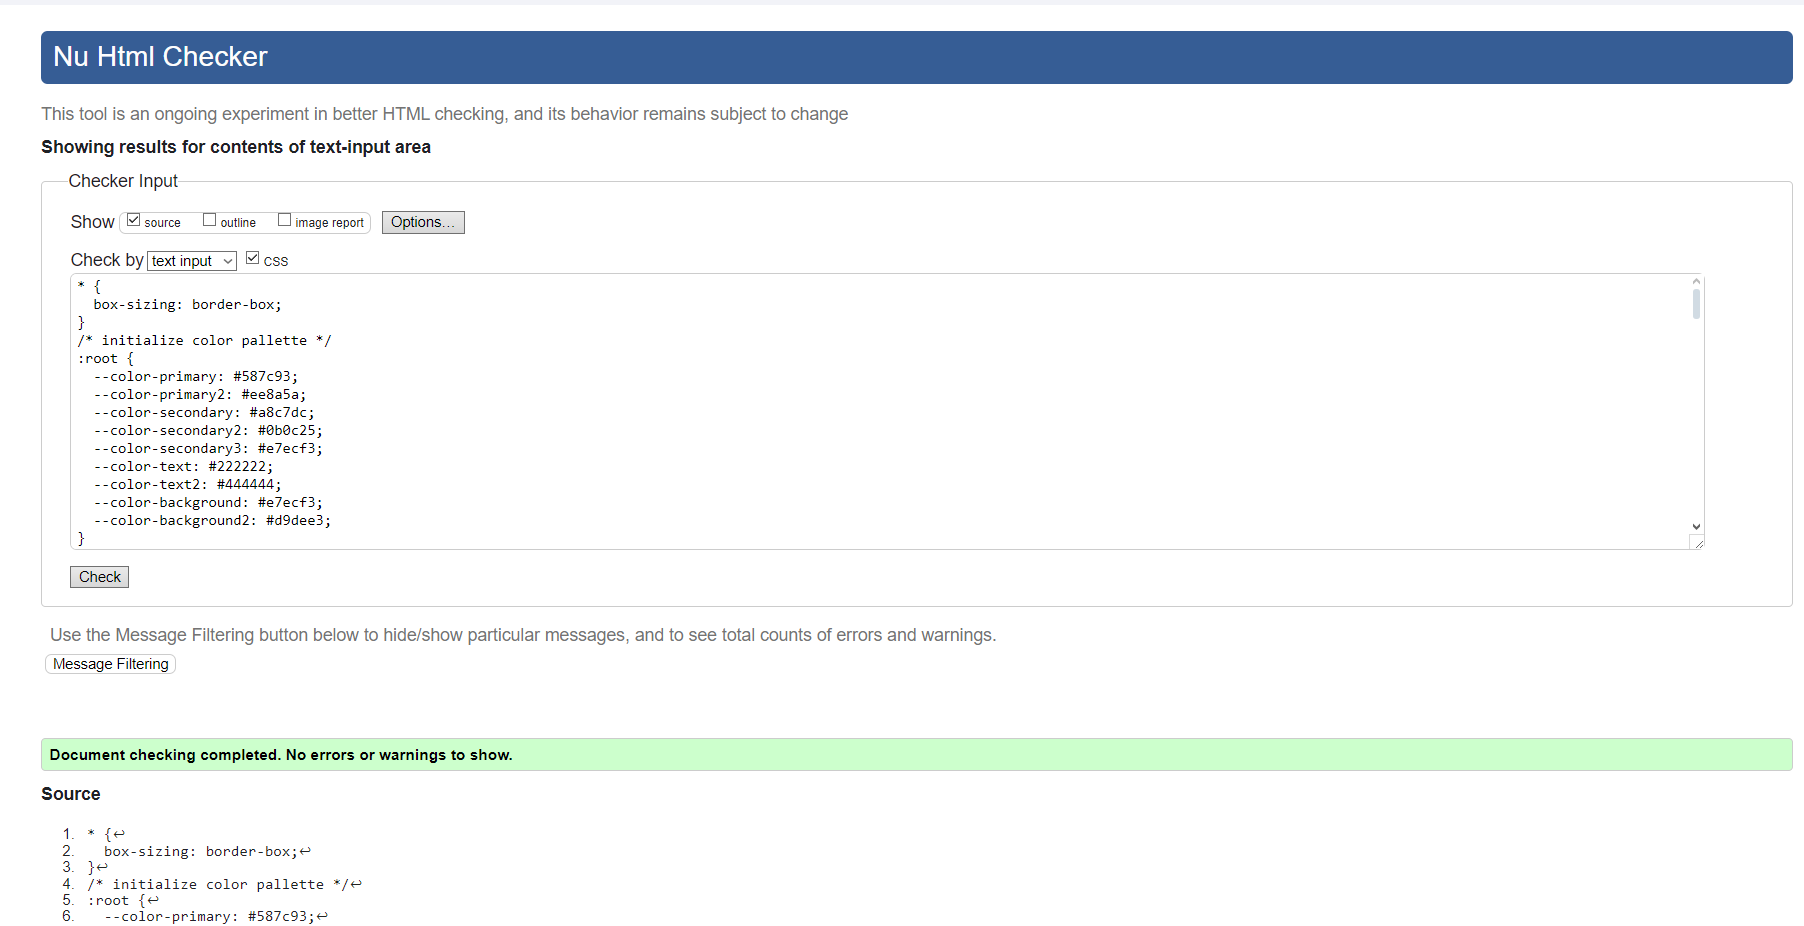 Nu Html Checker
This tool is an ongoing experiment in better HTML checking, and its behavior remains subject to change
Showing results for contents of text-input area
Checker Input
Show source outline image report Options...
Check by text input css
* {
  box-sizing: border-box;
}
/* initialize color pallette */
:root {
  --color-primary: #587c93;
  --color-primary2: #ee8a5a;
  --color-secondary: #a8c7dc;
  --color-secondary2: #0b0c25;
  --color-secondary3: #e7ecf3;
  --color-text: #222222;
  --color-text2: #444444;
  --color-background: #e7ecf3;
  --color-background2: #d9dee3;
}
Check
Use the Message Filtering button below to hide/show particular messages, and to see total counts of errors and warnings.
Message Filtering
Document checking completed. No errors or warnings to show.
Source
1. * {↩
2.   box-sizing: border-box;↩
3. }↩
4. /* initialize color pallette */↩
5. :root {↩
6.   --color-primary: #587c93;↩